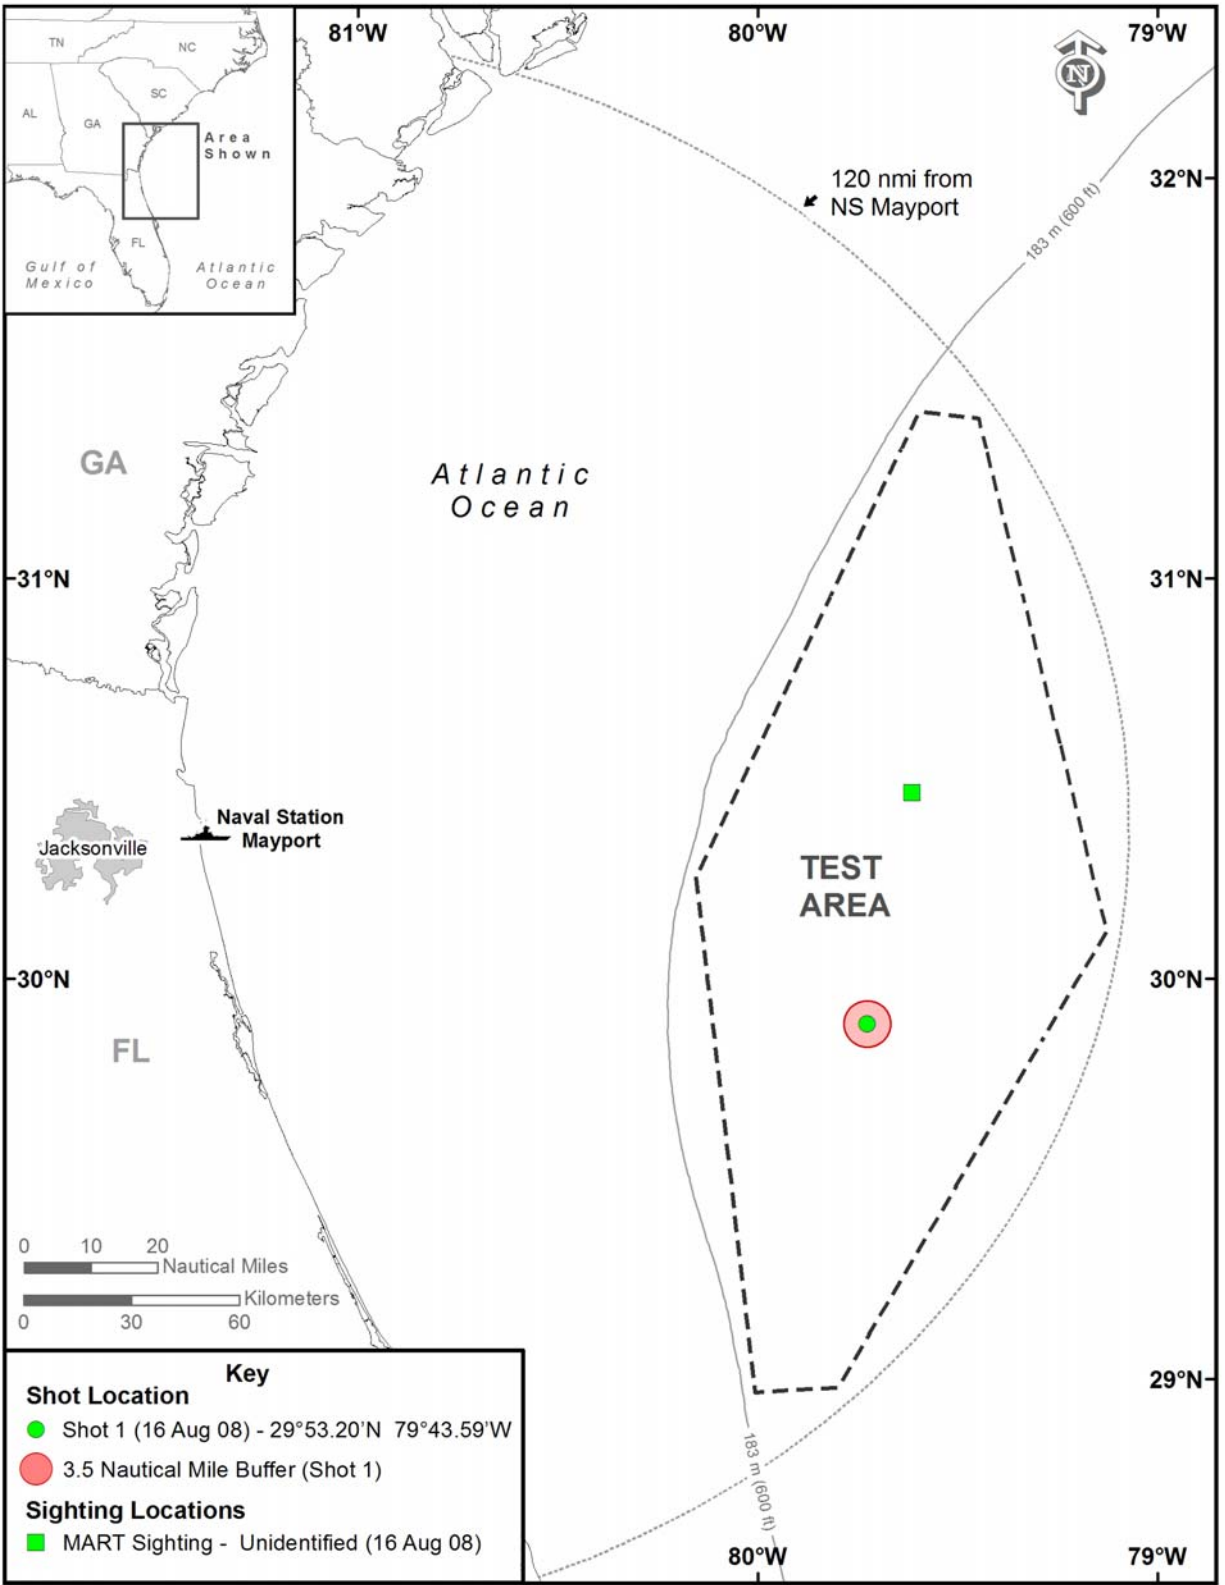 81°W
80°W
79°W
TN
NC
SC
AL
GA
Area
Shown
FL
Gulf of
Mexico
Atlantic
Ocean
N
120 nmi from
NS Mayport
32°N
183 m (600 ft)
GA
Atlantic
Ocean
31°N
31°N
Naval Station
Mayport
Jacksonville
TEST
AREA
30°N
30°N
FL
0 10 20
Nautical Miles
Kilometers
0 30 60
29°N
183 m (600 ft)
Key
Shot Location
Shot 1 (16 Aug 08) - 29°53.20'N 79°43.59'W
3.5 Nautical Mile Buffer (Shot 1)
Sighting Locations
MART Sighting - Unidentified (16 Aug 08)
80°W
79°W